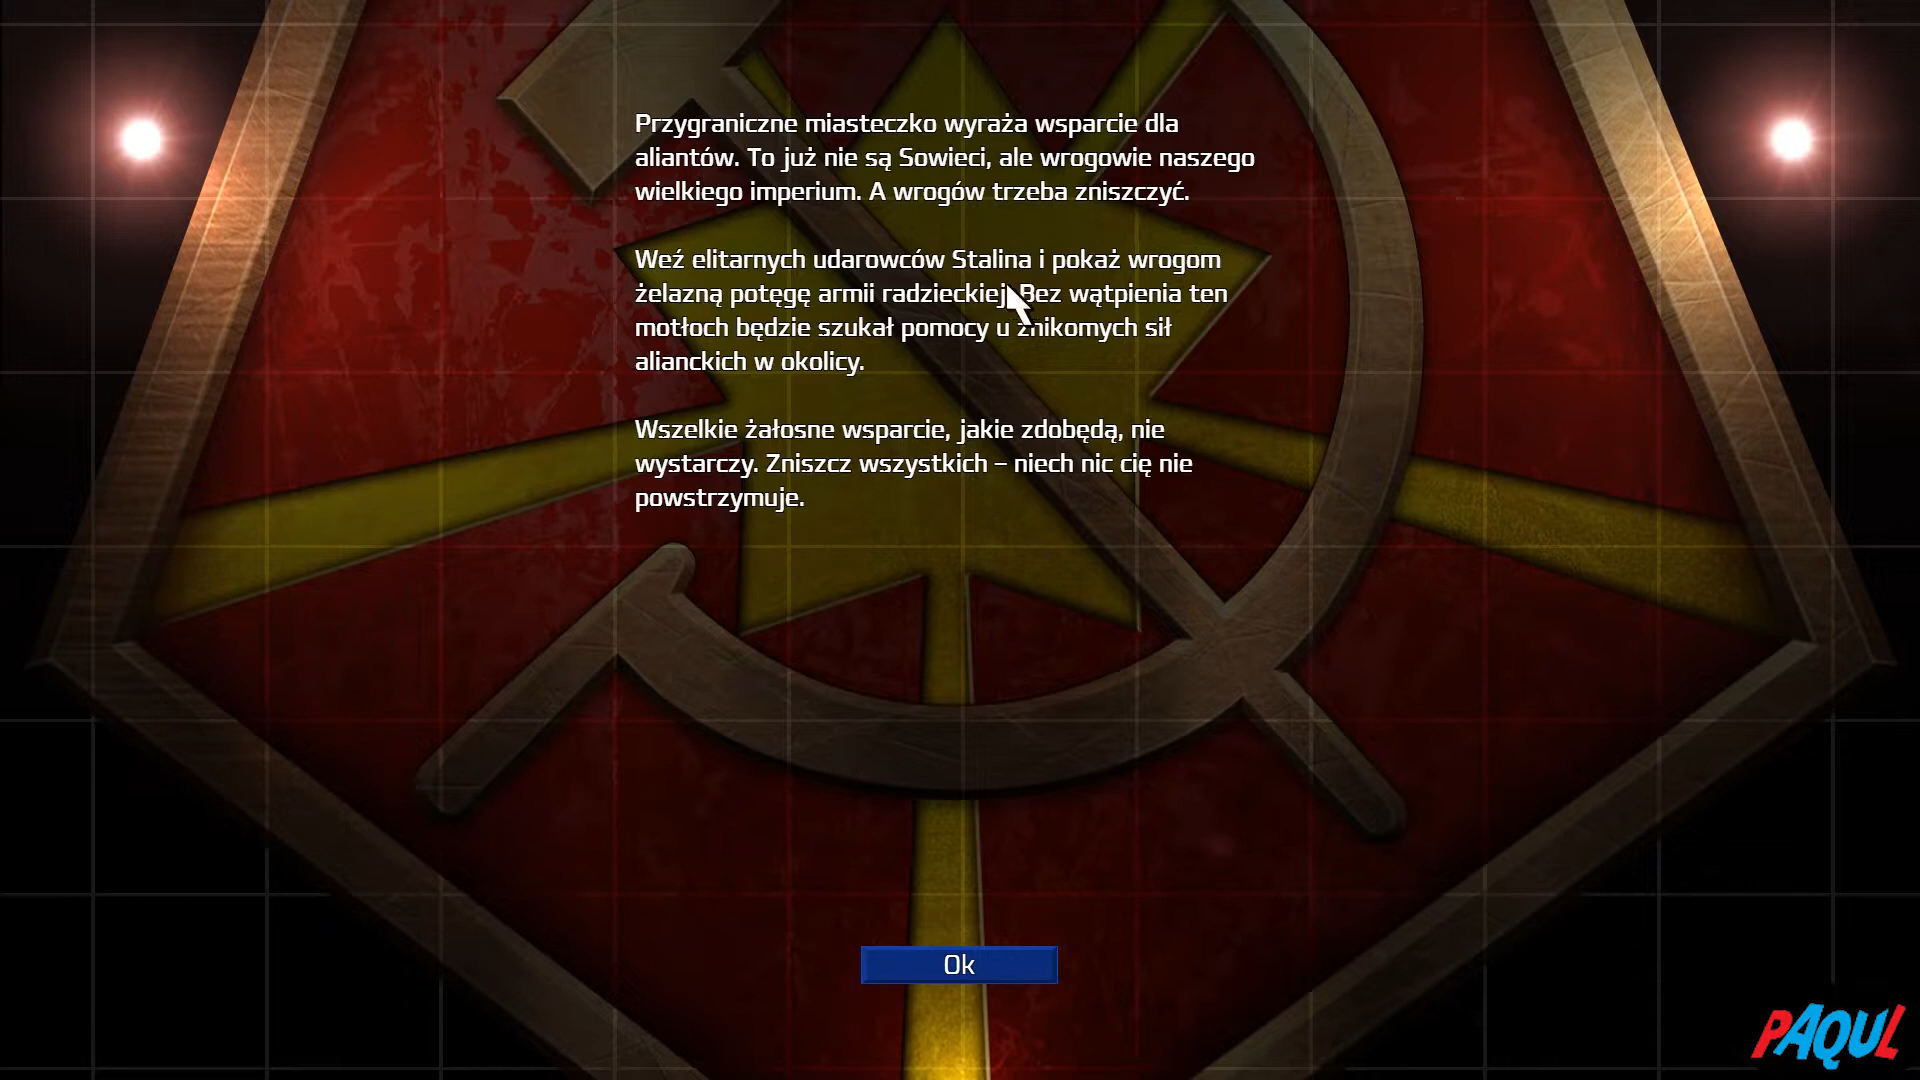 Przygraniczne miasteczko wyraża wsparcie dla
aliantów. To już nie są Sowieci, ale wrogowie naszego
wielkiego imperium. A wrogów trzeba zniszczyć.
Weź elitarnych udarowców Stalina i pokaż wrogom
żelazną potęgę armii radzieckiej. Bez wątpienia ten
motłoch będzie szukał pomocy u znikomych sił
alianckich w okolicy.
Wszelkie żałosne wsparcie, jakie zdobędą, nie
wystarczy. Zniszcz wszystkich – niech nic cię nie
powstrzymuje.
Ok
PAQUL